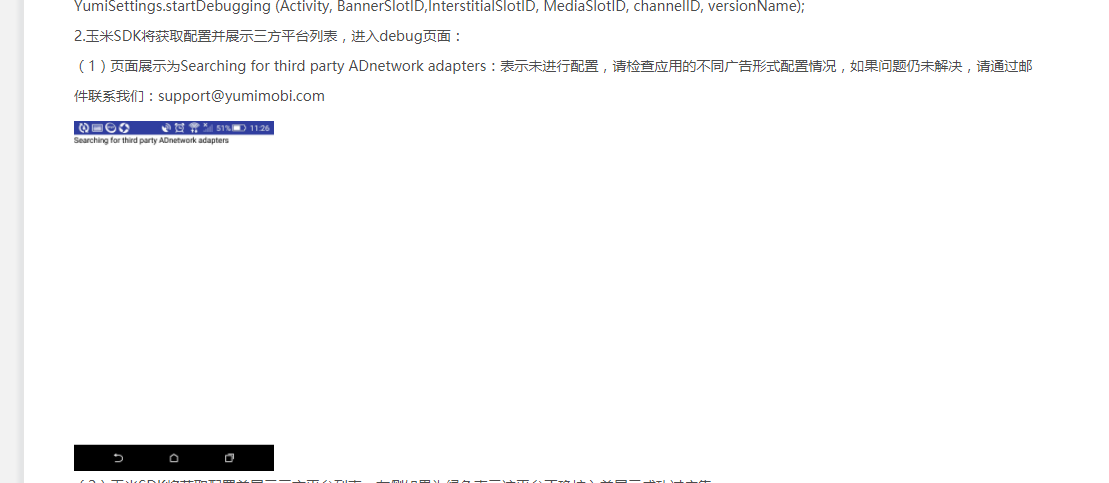 YumiSettings.startDebugging (Activity, BannerSlotID,InterstitialSlotID, MediaSlotID, channelID, versionName);
2.玉米SDK将获取配置并展示三方平台列表，进入debug页面：
（1）页面展示为Searching for third party ADnetwork adapters：表示未进行配置，请检查应用的不同广告形式配置情况，如果问题仍未解决，请通过邮
件联系我们：support@yumimobi.com
51% 11:26
Searching for third party ADnetwork adapters